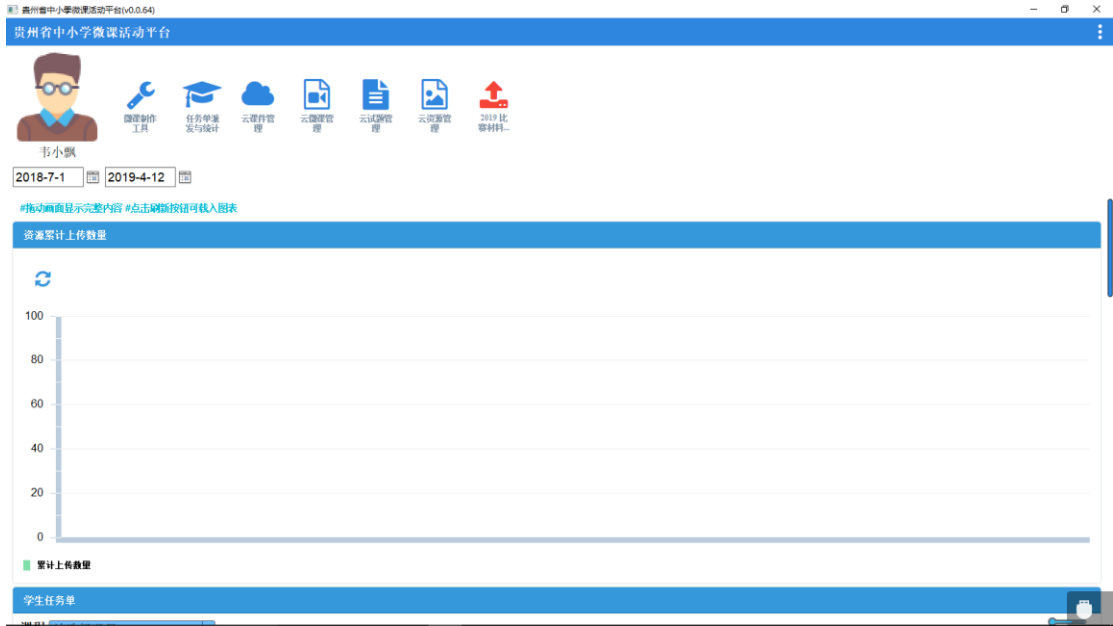 贵州省中小学微课活动平台(v0.0.64)
贵州省中小学微课活动平台
微课制作
工具
任务单派
发与统计
云课件管
理
云微课管
理
云试题管
理
云资源管
理
2019 比
赛材料...
韦小飘
2018-7-1
2019-4-12
#拖动画面显示完整内容 #点击刷新按钮可载入图表
资源累计上传数量
100
80
60
40
20
0
累计上传数量
学生任务单